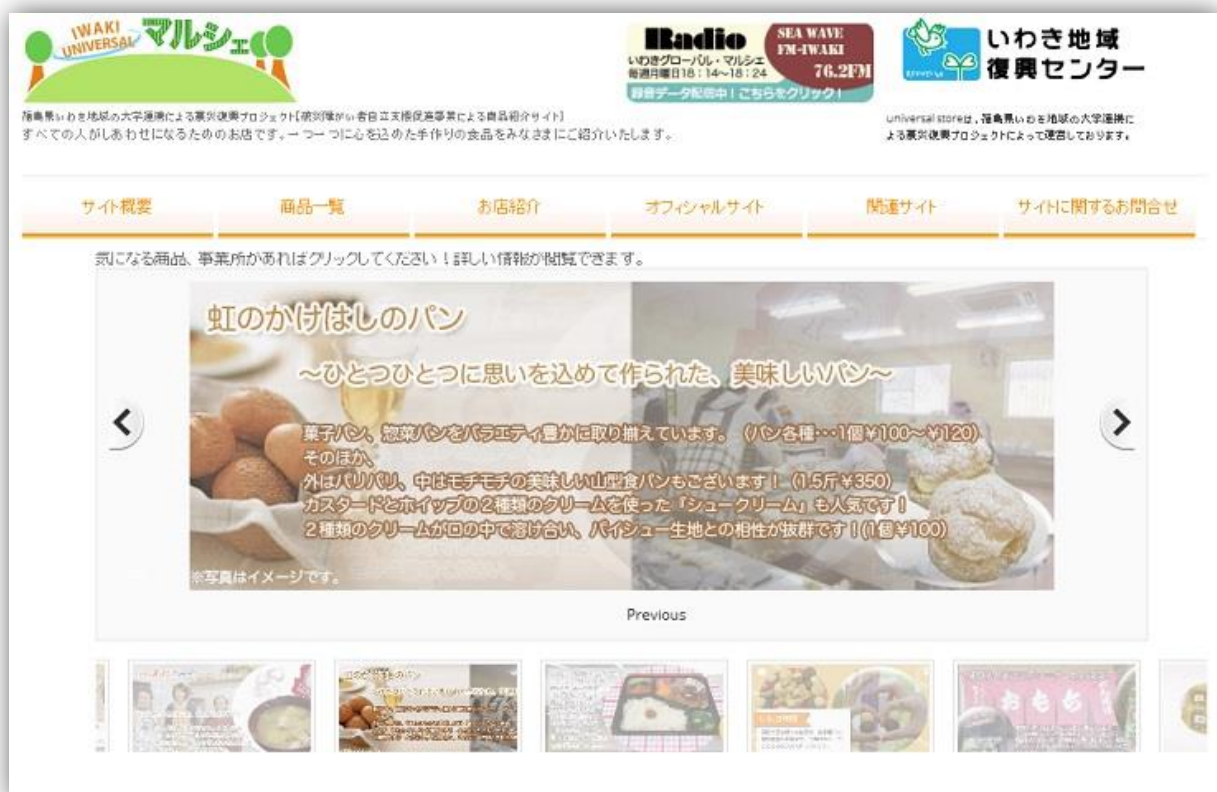 IWAKI
UNIVERSAL マルシェ
Radio
SEA WAVE
FM-IWAKI
76.2FM
いわきグローバル・マルシェ
毎週月曜日18:14～18:24
録音データ配信中！こちらをクリック！
いわき地域
復興センター
福島県いわき地域の大学連携による震災復興プロジェクト[被災障がい者自立支援促進事業による商品紹介サイト]
すべての人がしあわせになるためのお店です。一つ一つに心を込めた手作りの食品をみなさまにご紹介いたします。
universal storeは、福島県いわき地域の大学連携に
よる震災復興プロジェクトによって運営しております。
サイト概要
商品一覧
お店紹介
オフィシャルサイト
関連サイト
サイトに関するお問合せ
気になる商品、事業所があればクリックしてください！詳しい情報が閲覧できます。
虹のかけはしのパン
～ひとつひとつに思いを込めて作られた、美味しいパン～
菓子パン、惣菜パンをバラエティ豊かに取り揃えています。（パン各種･･･1個￥100～￥120）
そのほか、
外はパリパリ、中はモチモチの美味しい山型食パンもございます！（1.5斤￥350）
カスタードとホイップの２種類のクリームを使った『シュークリーム』も人気です！
２種類のクリームが口の中で溶け合い、パイシュー生地との相性が抜群です！(1個￥100)
※写真はイメージです。
Previous
虹のかけはしのパン
おもち